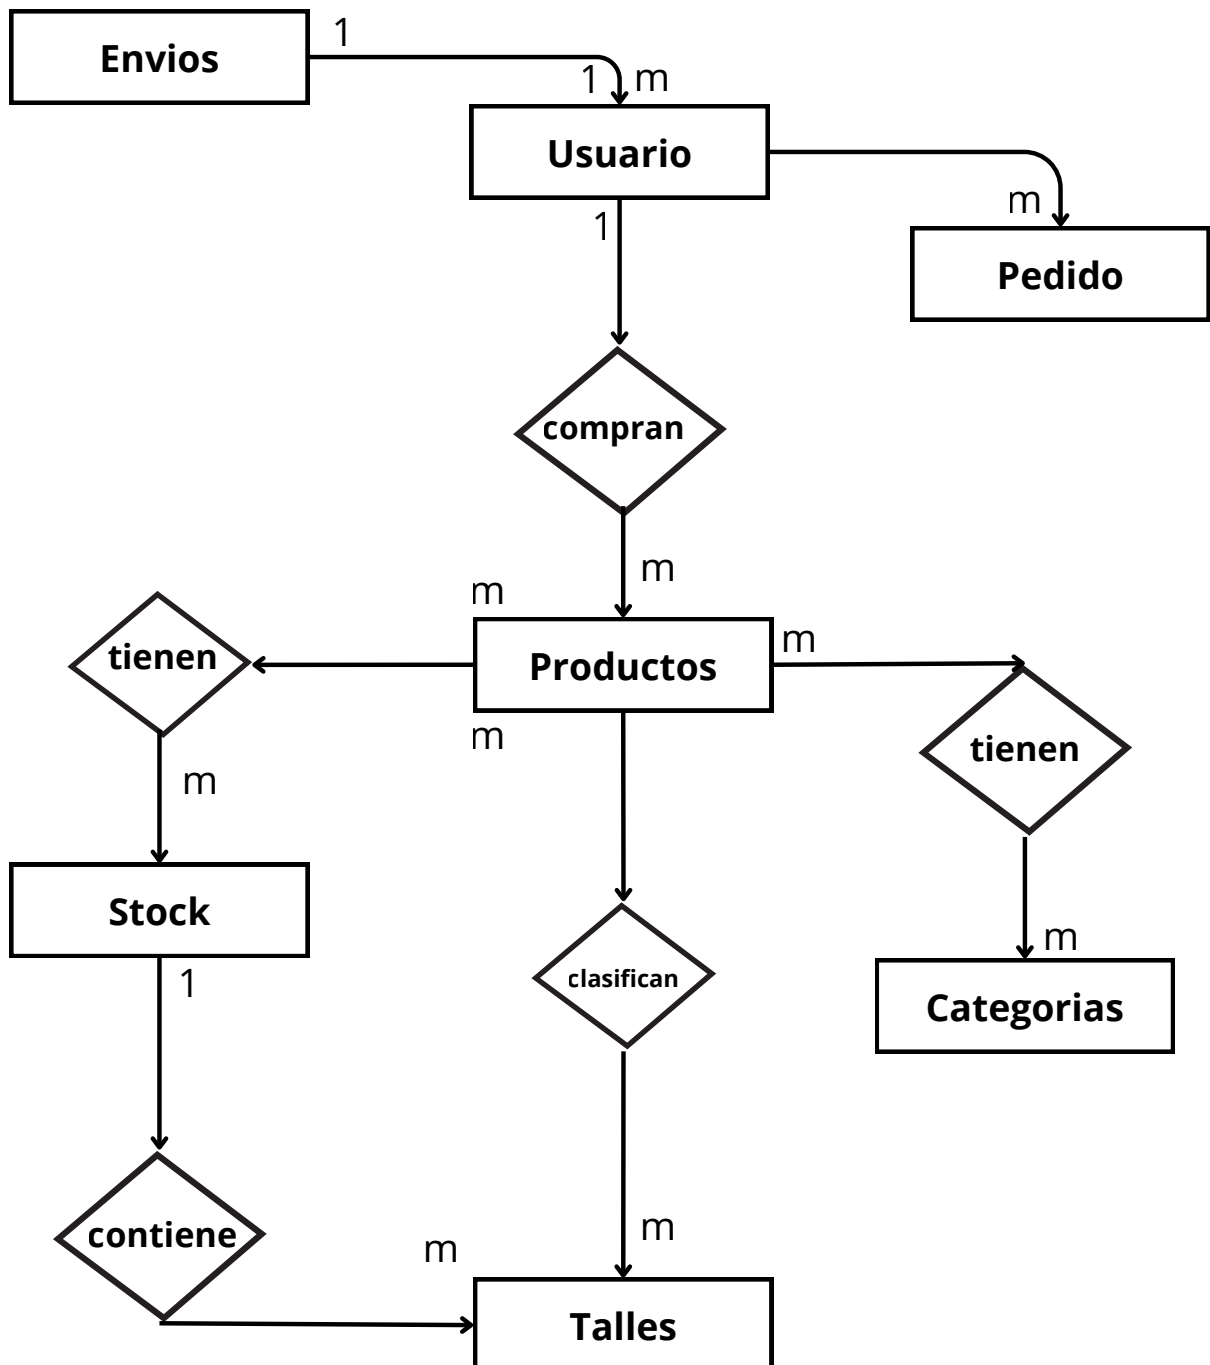 1
Envios
1 m
Usuario
m
1
Pedido
compran
m
m
m
tienen
Productos
tienen
m
m
Stock
m
1
clasifican
Categorias
m
contiene
m
Talles